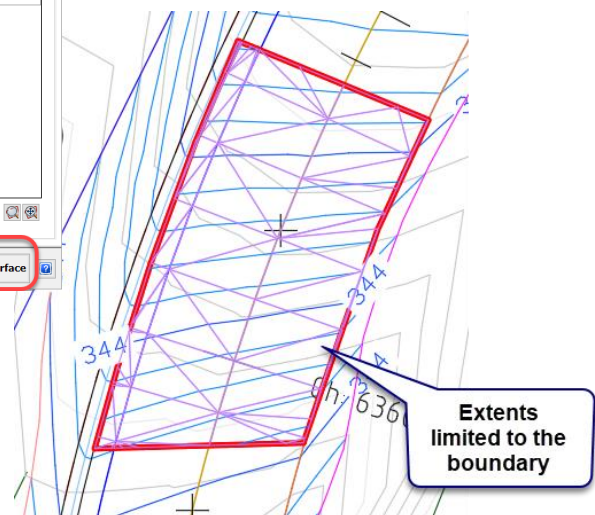 rface
344
344
Extents
limited to the
boundary